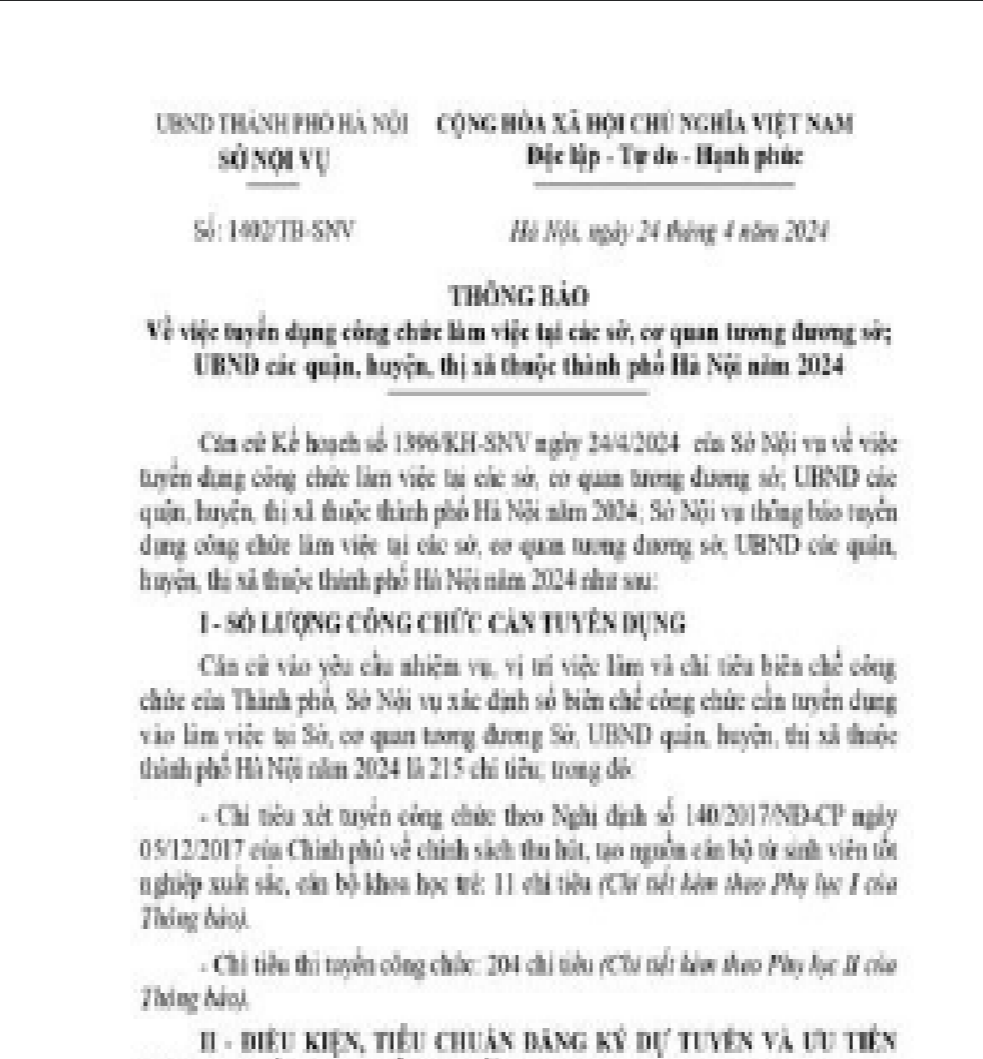 UBND THÀNH PHỐ HÀ NỘI
SỞ NỘI VỤ
CỘNG HÒA XÃ HỘI CHỦ NGHĨA VIỆT NAM
Độc lập - Tự do - Hạnh phúc
Số: 1402/TB-SNV
Hà Nội, ngày 24 tháng 4 năm 2024
THÔNG BÁO
Về việc tuyển dụng công chức làm việc tại các sở, cơ quan tương đương sở;
UBND các quận, huyện, thị xã thuộc thành phố Hà Nội năm 2024
Căn cứ Kế hoạch số 1396/KH-SNV ngày 24/4/2024 của Sở Nội vụ về việc
tuyển dụng công chức làm việc tại các sở, cơ quan tương đương sở; UBND các
quận, huyện, thị xã thuộc thành phố Hà Nội năm 2024; Sở Nội vụ thông báo tuyển
dụng công chức làm việc tại các sở, cơ quan tương đương sở; UBND các quận,
huyện, thị xã thuộc thành phố Hà Nội năm 2024 như sau:
I - SỐ LƯỢNG CÔNG CHỨC CẦN TUYỂN DỤNG
Căn cứ vào yêu cầu nhiệm vụ, vị trí việc làm và chỉ tiêu biên chế công
chức của Thành phố, Sở Nội vụ xác định số biên chế công chức cần tuyển dụng
vào làm việc tại Sở, cơ quan tương đương Sở, UBND quận, huyện, thị xã thuộc
thành phố Hà Nội năm 2024 là 215 chỉ tiêu, trong đó:
- Chỉ tiêu xét tuyển công chức theo Nghị định số 140/2017/NĐ-CP ngày
05/12/2017 của Chính phủ về chính sách thu hút, tạo nguồn cán bộ từ sinh viên tốt
nghiệp xuất sắc, cán bộ khoa học trẻ: 11 chỉ tiêu (Chi tiết kèm theo Phụ lục I của
Thông báo).
- Chỉ tiêu thi tuyển công chức: 204 chỉ tiêu (Chi tiết kèm theo Phụ lục II của
Thông báo).
II - ĐIỀU KIỆN, TIÊU CHUẨN ĐĂNG KÝ DỰ TUYỂN VÀ ƯU TIÊN